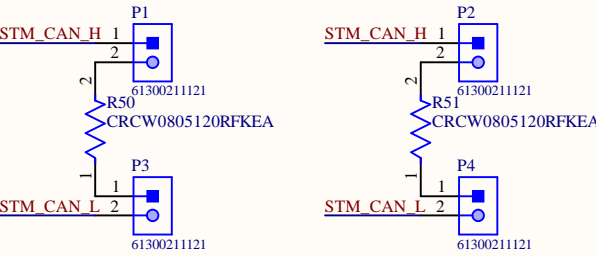 P1
STM_CAN_H 1
2
61300211121
2
R50
CRCW0805120RFKEA
1
P3
1
STM_CAN_L 2
61300211121
P2
STM_CAN_H 1
2
61300211121
2
R51
CRCW0805120RFKEA
1
P4
1
STM_CAN_L 2
61300211121